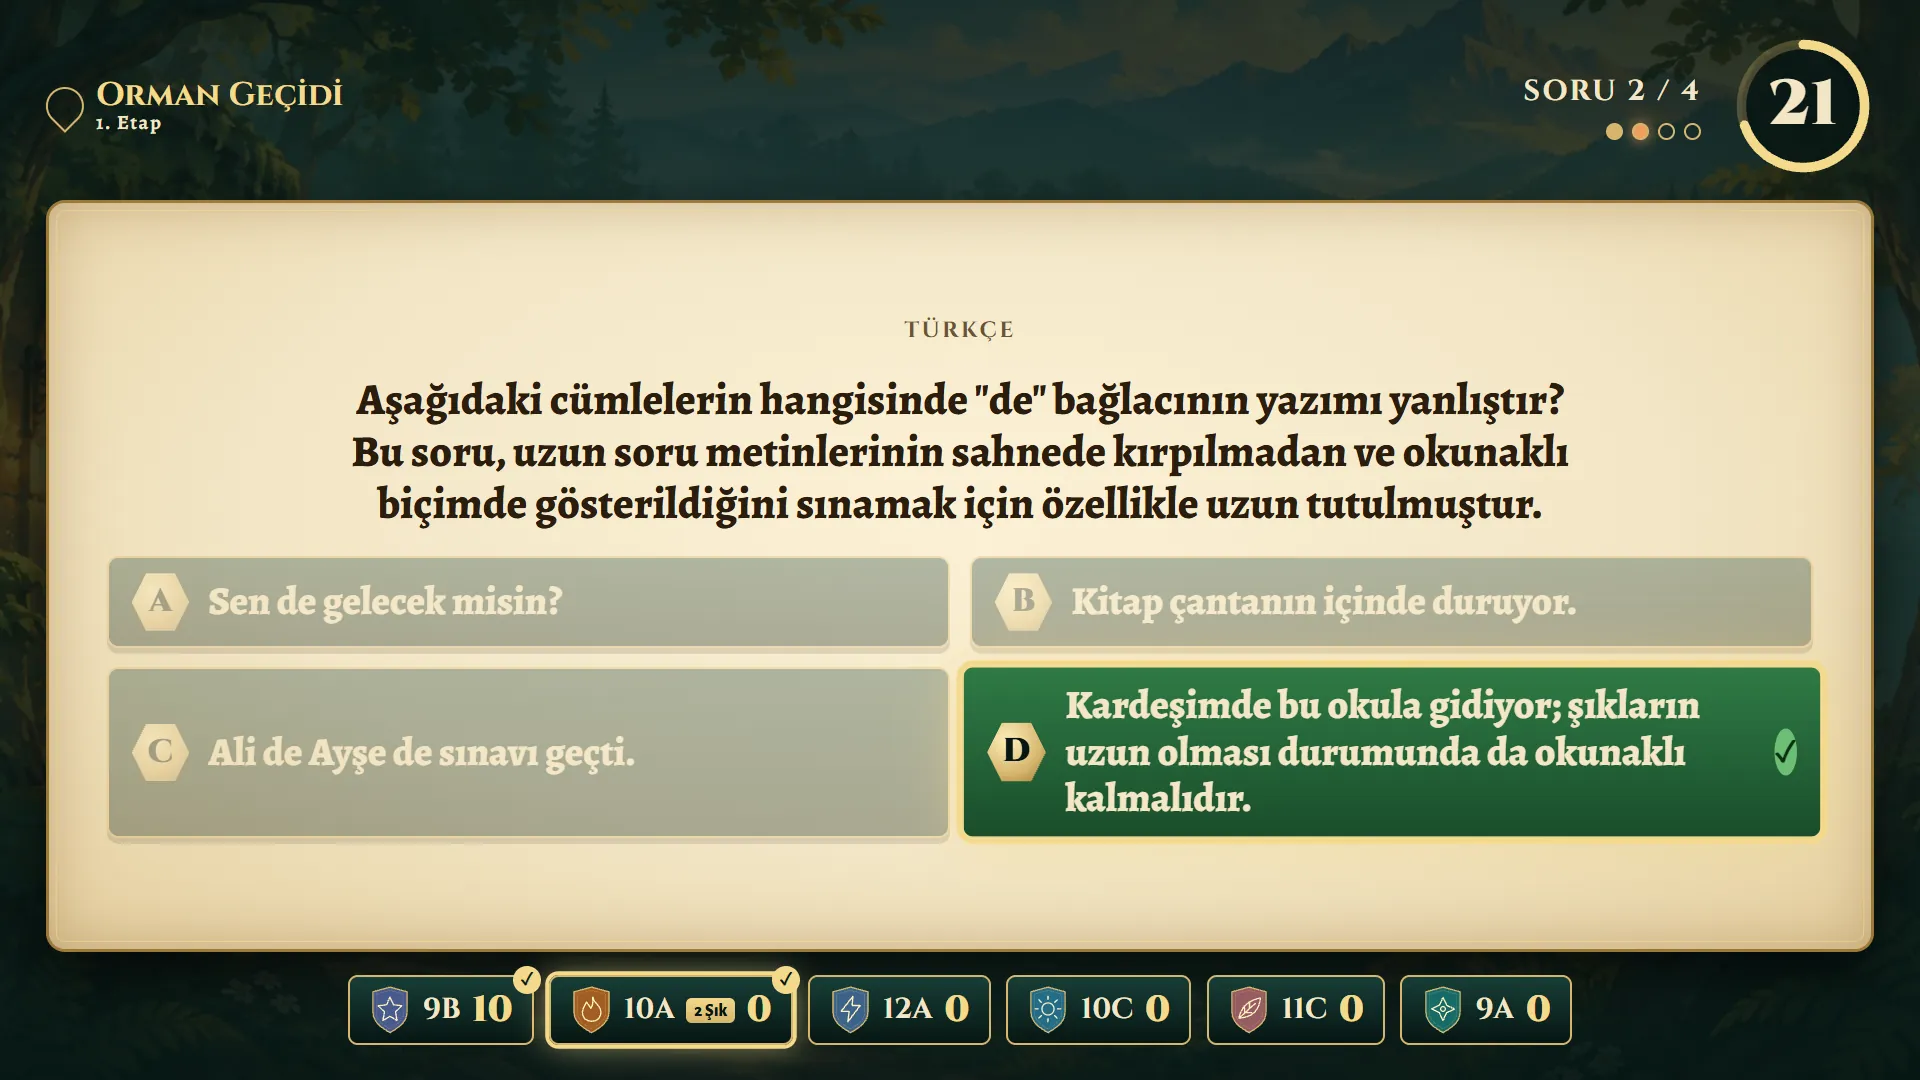 ORMAN GEÇİDİ
1. Etap
SORU 2 / 4
21
TÜRKÇE
Aşağıdaki cümlelerin hangisinde "de" bağlacının yazımı yanlıştır?
Bu soru, uzun soru metinlerinin sahnede kırpılmadan ve okunaklı
biçimde gösterildiğini sınamak için özellikle uzun tutulmuştur.
A Sen de gelecek misin?
B Kitap çantanın içinde duruyor.
C Ali de Ayşe de sınavı geçti.
D Kardeşimde bu okula gidiyor; şıkların
uzun olması durumunda da okunaklı
kalmalıdır.
✓
9B 10 ✓
10A 2 Şık 0 ✓
12A 0
10C 0
11C 0
9A 0